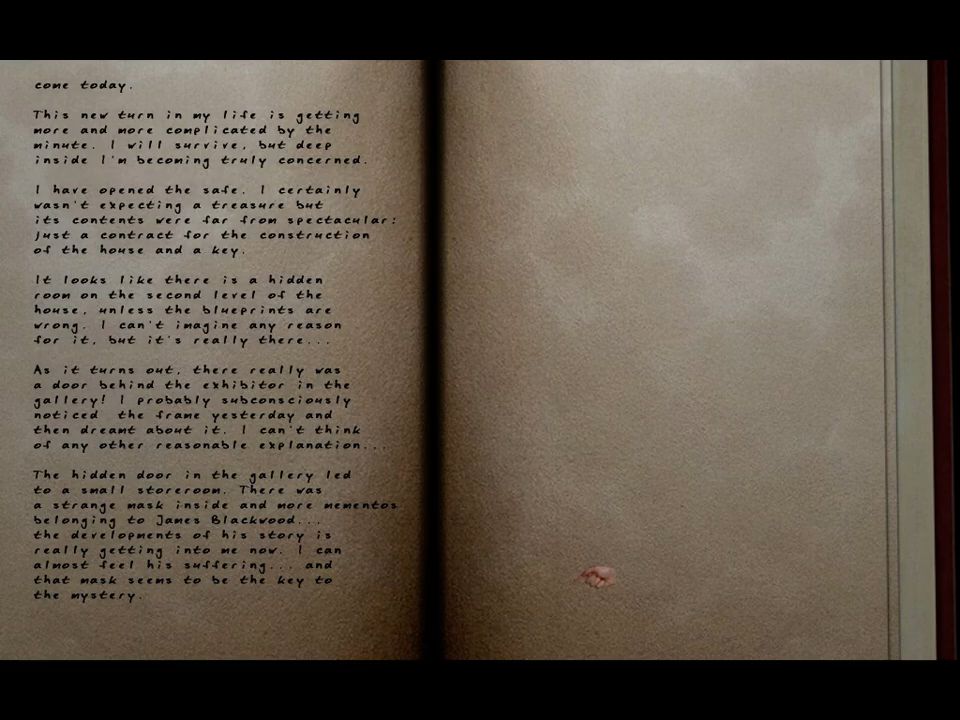 come today.
This new turn in my life is getting
more and more complicated by the
minute. I will survive, but deep
inside I'm becoming truly concerned.
I have opened the safe. I certainly
wasn't expecting a treasure but
its contents were far from spectacular:
just a contract for the construction
of the house and a key.
It looks like there is a hidden
room on the second level of the
house, unless the blueprints are
wrong. I can't imagine any reason
for it, but it's really there...
As it turns out, there really was
a door behind the exhibitor in the
gallery! I probably subconsciously
noticed the frame yesterday and
then dreamt about it. I can't think
of any other reasonable explanation...
The hidden door in the gallery led
to a small storeroom. There was
a strange mask inside and more mementos
belonging to James Blackwood...
the developments of his story is
really getting into me now. I can
almost feel his suffering... and
that mask seems to be the key to
the mystery.